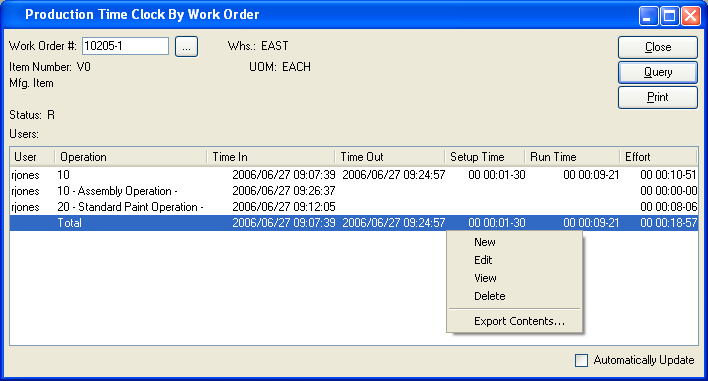 Production Time Clock By Work Order
Work Order #: 10205-1 ... Whs.: EAST Close
Item Number: V0 UOM: EACH Query
Mfg. Item Print
Status: R
Users:
User Operation Time In Time Out Setup Time Run Time Effort
rjones 10 2006/06/27 09:07:39 2006/06/27 09:24:57 00 00:01-30 00 00:09-21 00 00:10-51
rjones 10 - Assembly Operation - 2006/06/27 09:26:37 00 00:00-00
rjones 20 - Standard Paint Operation - 2006/06/27 09:12:05 00 00:08-06
Total 2006/06/27 09:07:39 2006/06/27 09:24:57 00 00:01-30 00 00:09-21 00 00:18-57
New
Edit
View
Delete
Export Contents...
Automatically Update